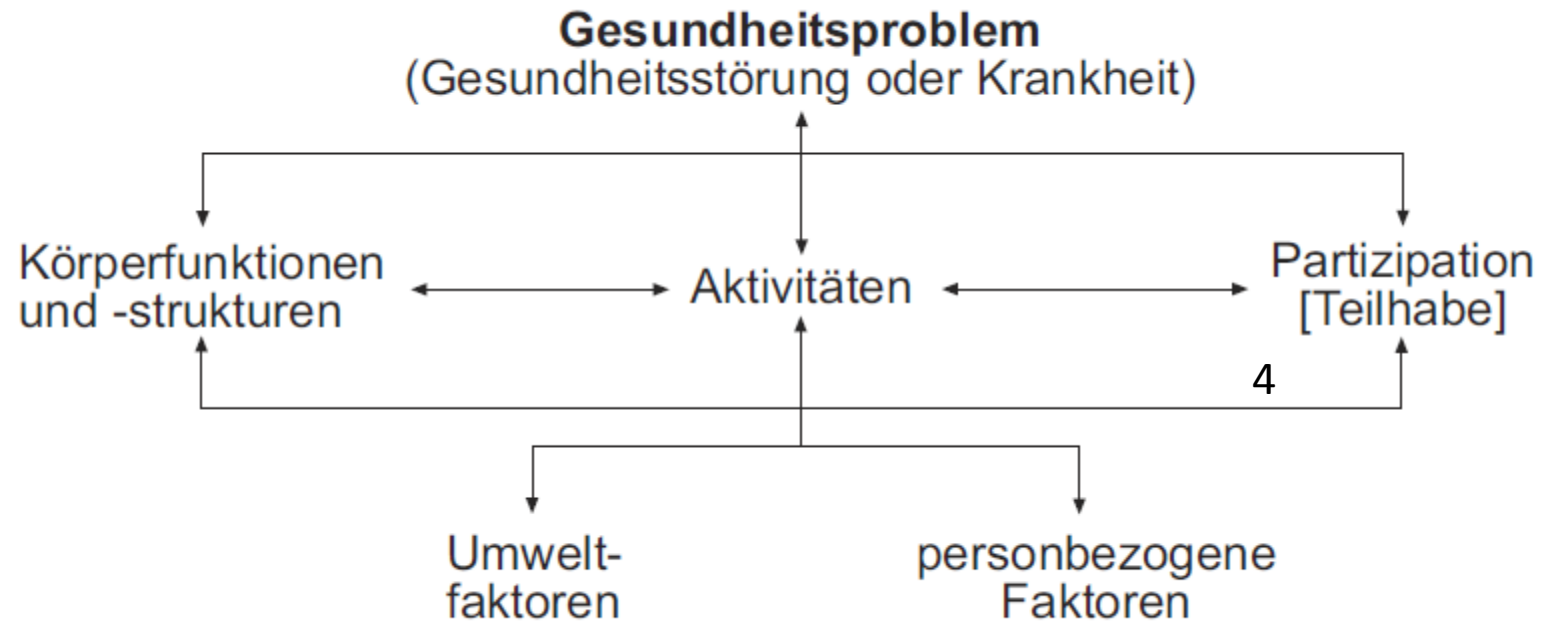 Gesundheitsproblem
(Gesundheitsstörung oder Krankheit)
Körperfunktionen
und -strukturen
Aktivitäten
Partizipation
[Teilhabe]
4
Umwelt-
faktoren
personbezogene
Faktoren